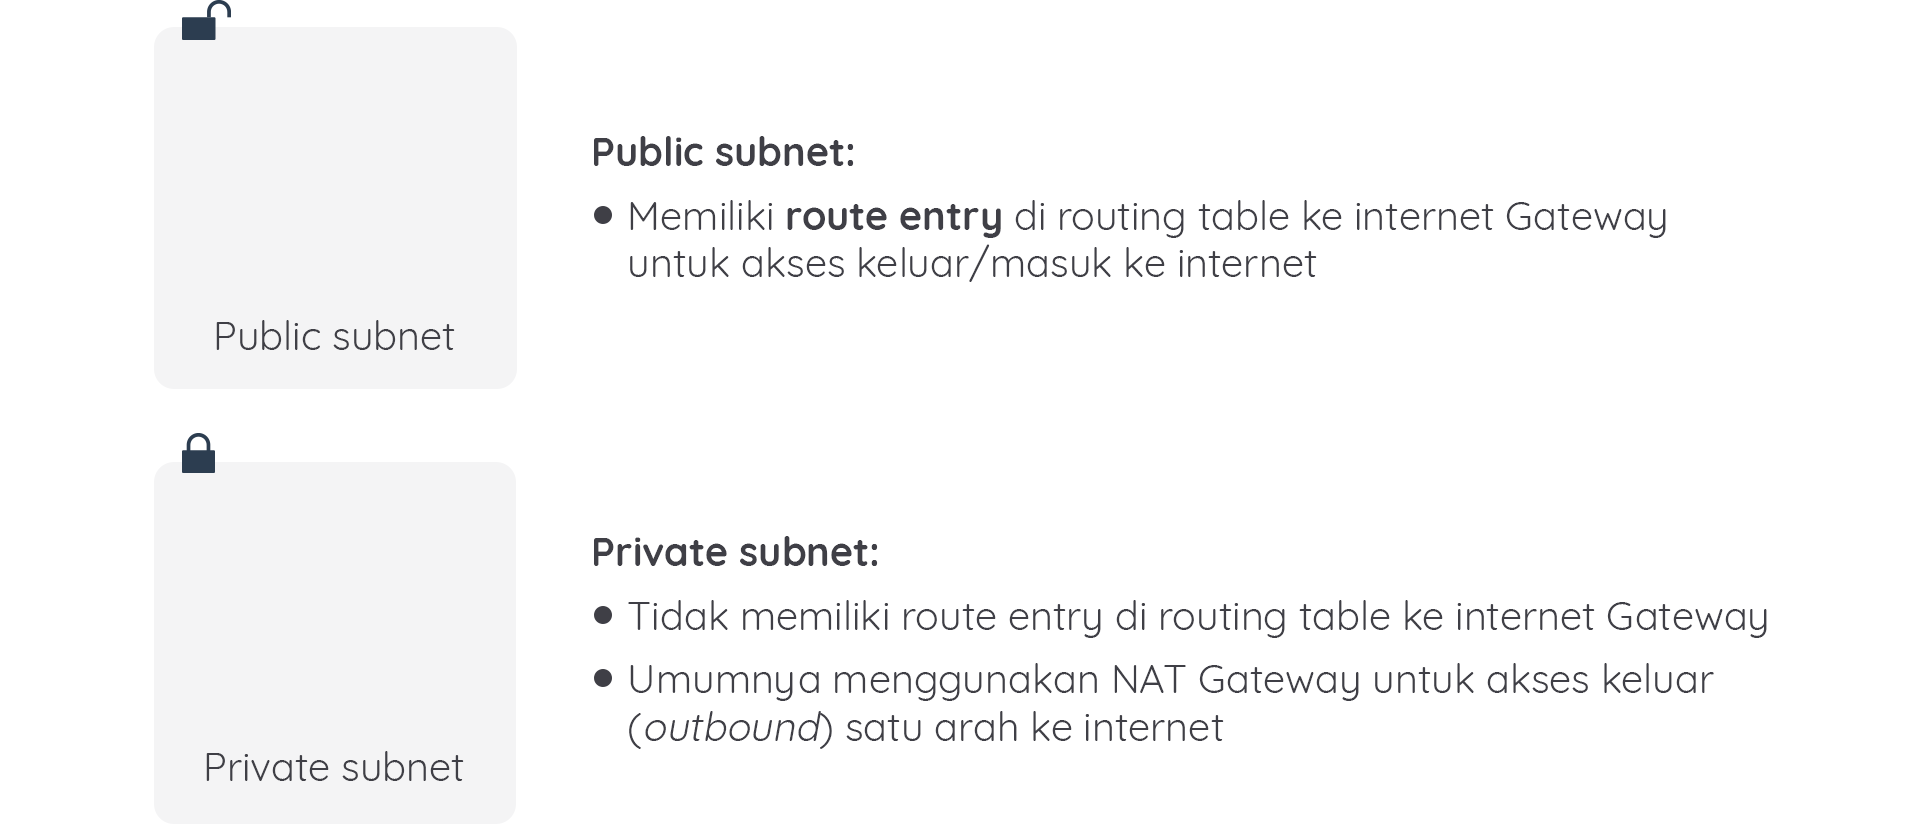 Public subnet
Public subnet:
● Memiliki route entry di routing table ke internet Gateway
untuk akses keluar/masuk ke internet
Private subnet
Private subnet:
● Tidak memiliki route entry di routing table ke internet Gateway
● Umumnya menggunakan NAT Gateway untuk akses keluar
(outbound) satu arah ke internet